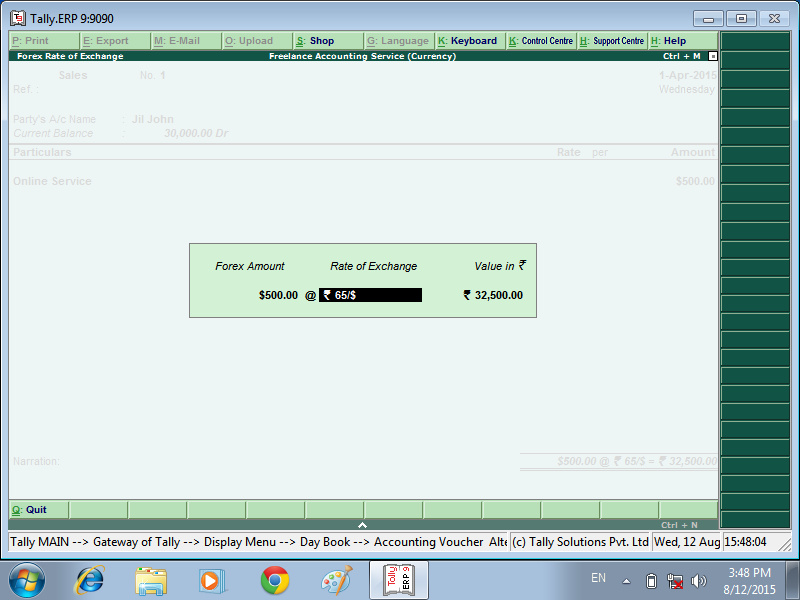 Tally.ERP 9:9090
P: Print E: Export M: E-Mail O: Upload S: Shop G: Language K: Keyboard K: Control Centre H: Support Centre H: Help
Forex Rate of Exchange Freelance Accounting Service (Currency) Ctrl + M
Sales No. 1 1-Apr-2015
Ref. : Wednesday
Party's A/c Name : Jil John
Current Balance : 30,000.00 Dr
Particulars Rate per Amount
Online Service $500.00
Forex Amount Rate of Exchange Value in ₹
$500.00 @ ₹ 65/$ ₹ 32,500.00
Narration: $500.00 @ ₹ 65/$ = ₹ 32,500.00
Q: Quit
Ctrl + N
Tally MAIN --> Gateway of Tally --> Display Menu --> Day Book --> Accounting Voucher Alte (c) Tally Solutions Pvt. Ltd Wed, 12 Aug 15:48:04
Tally ERP 9
EN 3:48 PM
8/12/2015